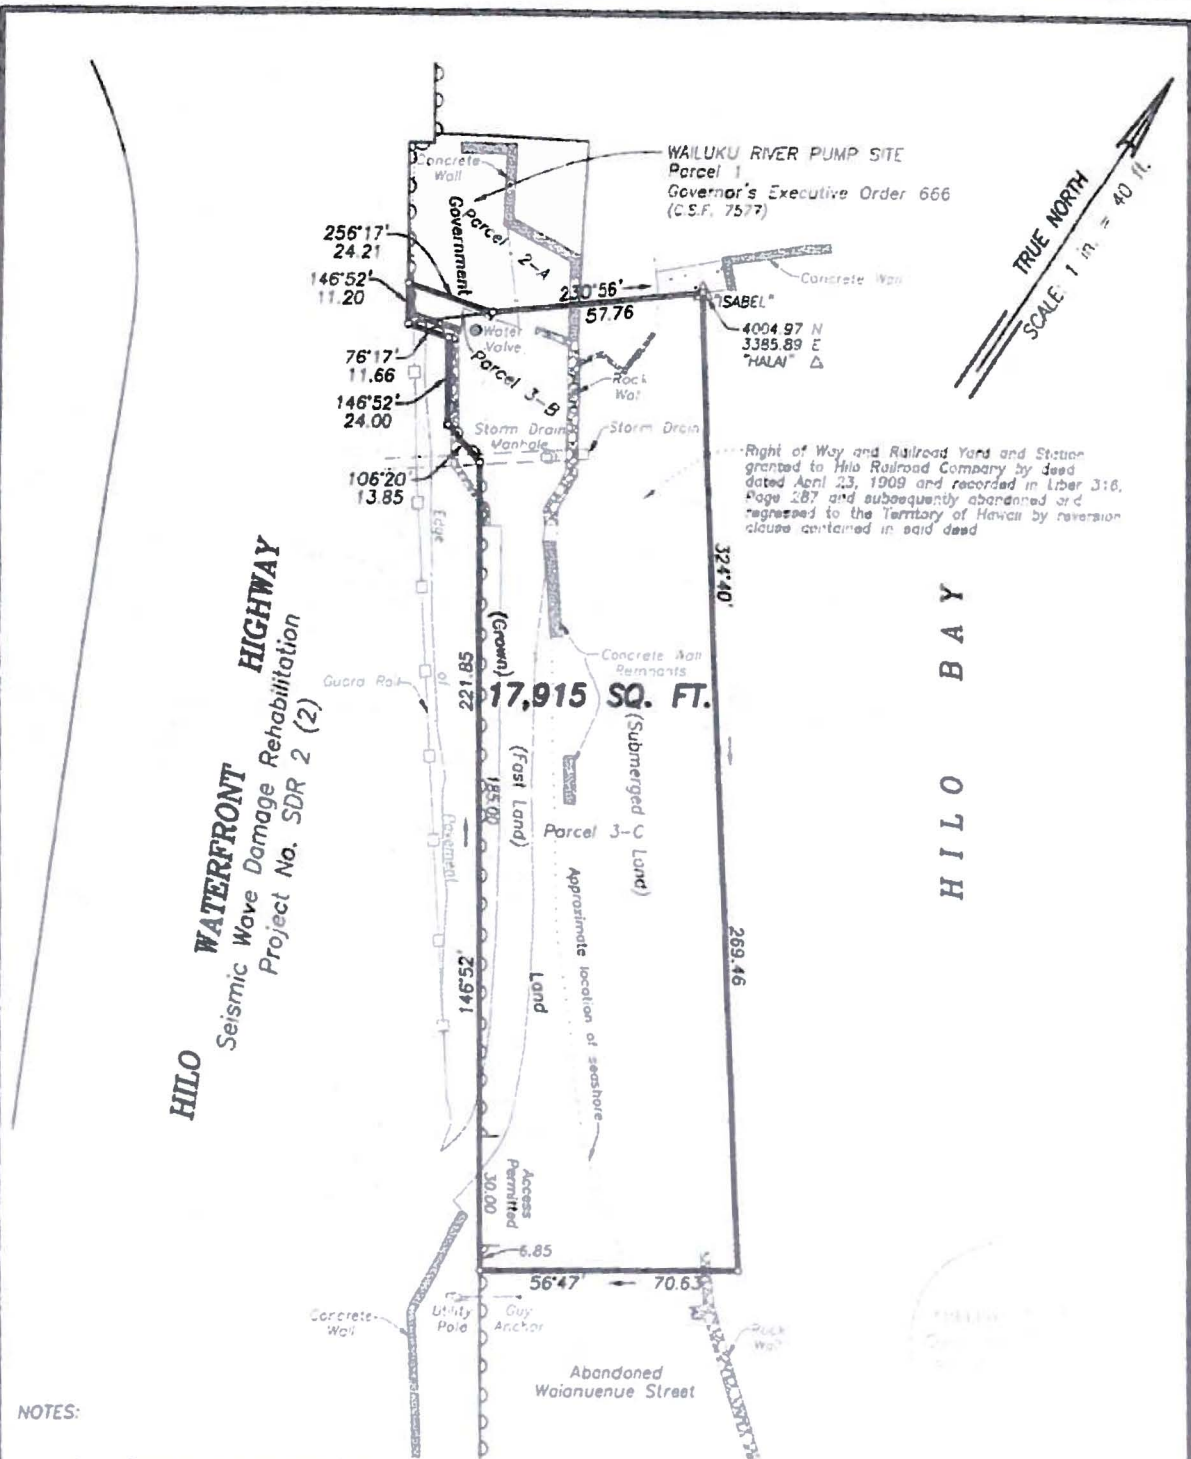 Concrete
Wall
WAILUKU RIVER PUMP SITE
Parcel 1
Governor's Executive Order 666
(C.S.F. 7577)
TRUE NORTH
SCALE: 1 in. = 40 ft.
Government
Parcel 2-A
256°17'
24.21
146°52'
11.20
230°56'
57.76
Concrete Wall
"ISABEL"
4004.97 N
3385.89 E
"HALAI" △
Water
Valve
76°17'
11.66
Parcel 3-B
Rock
Wall
146°52'
24.00
Storm Drain
Manhole
Storm Drain
106°20'
13.85
Right of Way and Railroad Yard and Station
granted to Hilo Railroad Company by deed
dated April 23, 1909 and recorded in Liber 316,
Page 287 and subsequently abandoned and
regressed to the Territory of Hawaii by reversion
clause contained in said deed
Edge of Pavement
324°40'
269.46
HILO BAY
HILO WATERFRONT HIGHWAY
Seismic Wave Damage Rehabilitation
Project No. SDR 2 (2)
Guard Rail
221.85
(Grown)
Concrete Wall
Remnants
17,915 SQ. FT.
(Submerged Land)
(Fast Land)
185.00
Parcel 3-C
Approximate location of seashore
146°52'
Land
Access
Permitted
30.00
6.85
56°47'
70.63
Concrete
Wall
Utility
Pole
Guy
Anchor
Rock
Wall
Abandoned
Waianuenue Street
NOTES: